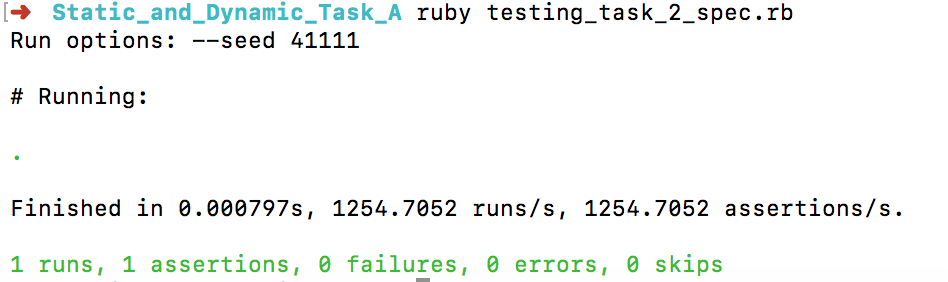 [➜ Static_and_Dynamic_Task_A ruby testing_task_2_spec.rb
Run options: --seed 41111
# Running:
.
Finished in 0.000797s, 1254.7052 runs/s, 1254.7052 assertions/s.
1 runs, 1 assertions, 0 failures, 0 errors, 0 skips